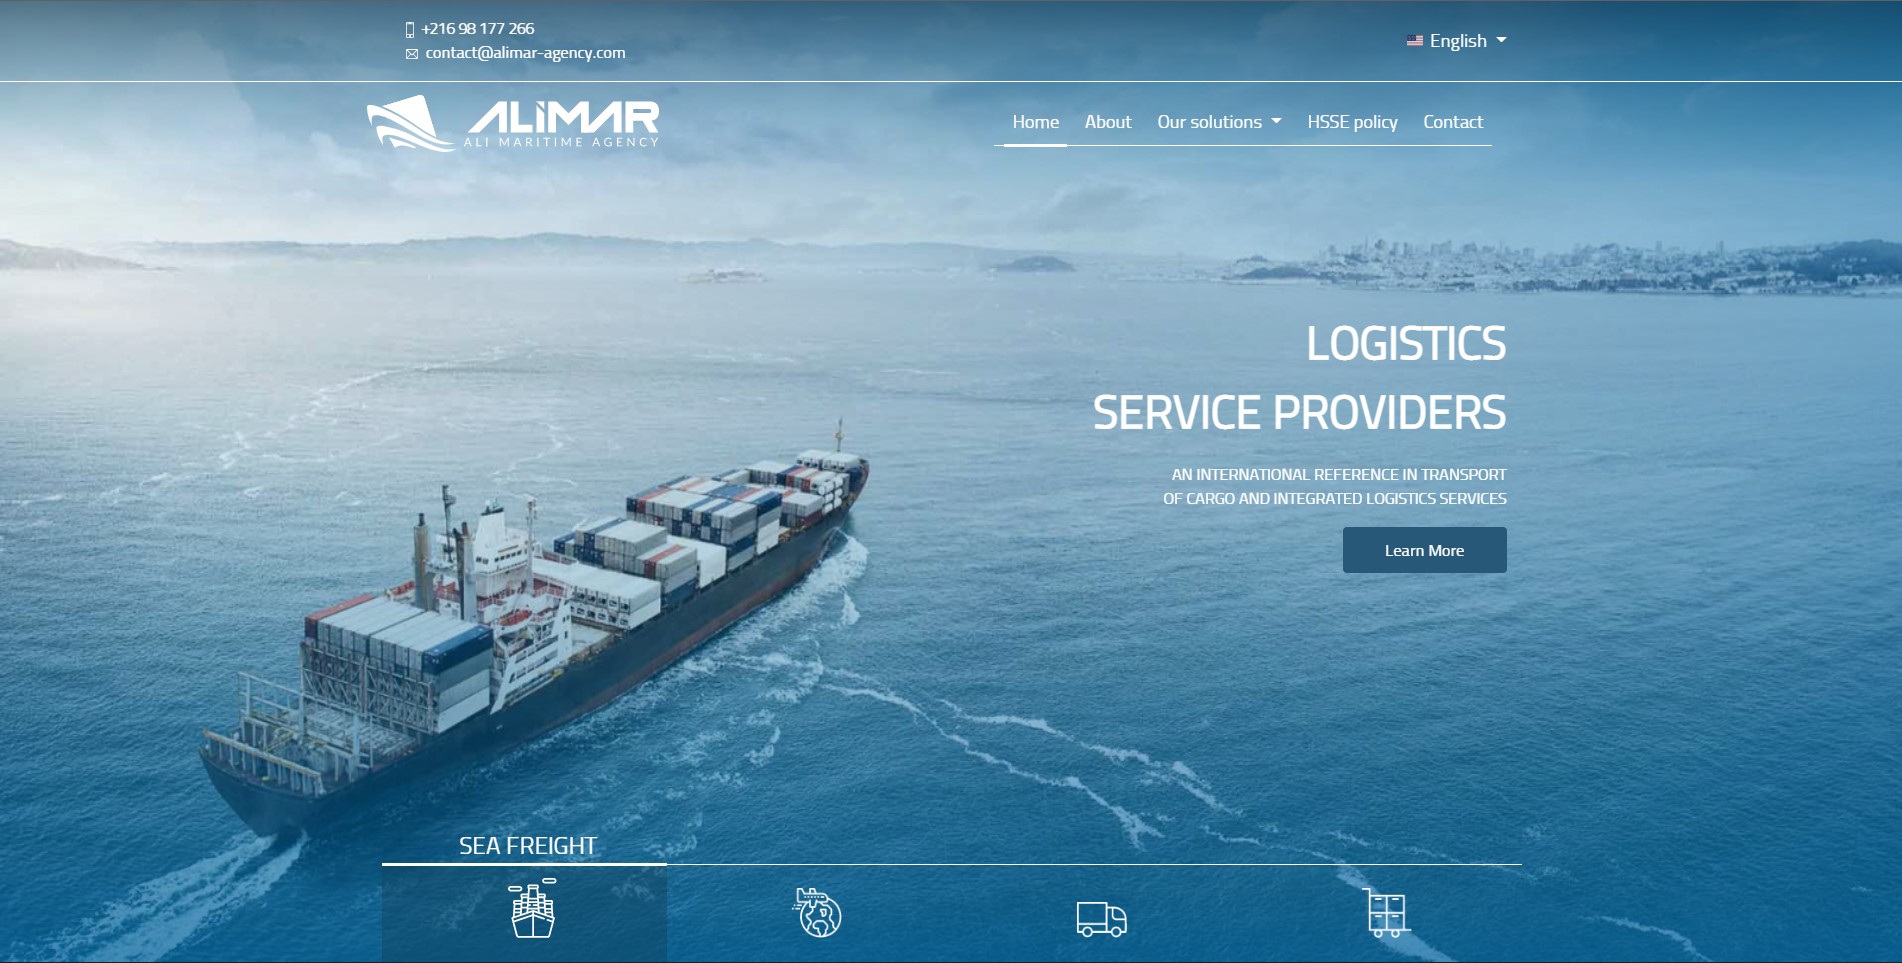 +216 98 177 266
contact@alimar-agency.com
English
ALIMAR
ALI MARITIME AGENCY
Home About Our solutions HSSE policy Contact
LOGISTICS
SERVICE PROVIDERS
AN INTERNATIONAL REFERENCE IN TRANSPORT
OF CARGO AND INTEGRATED LOGISTICS SERVICES
Learn More
SEA FREIGHT